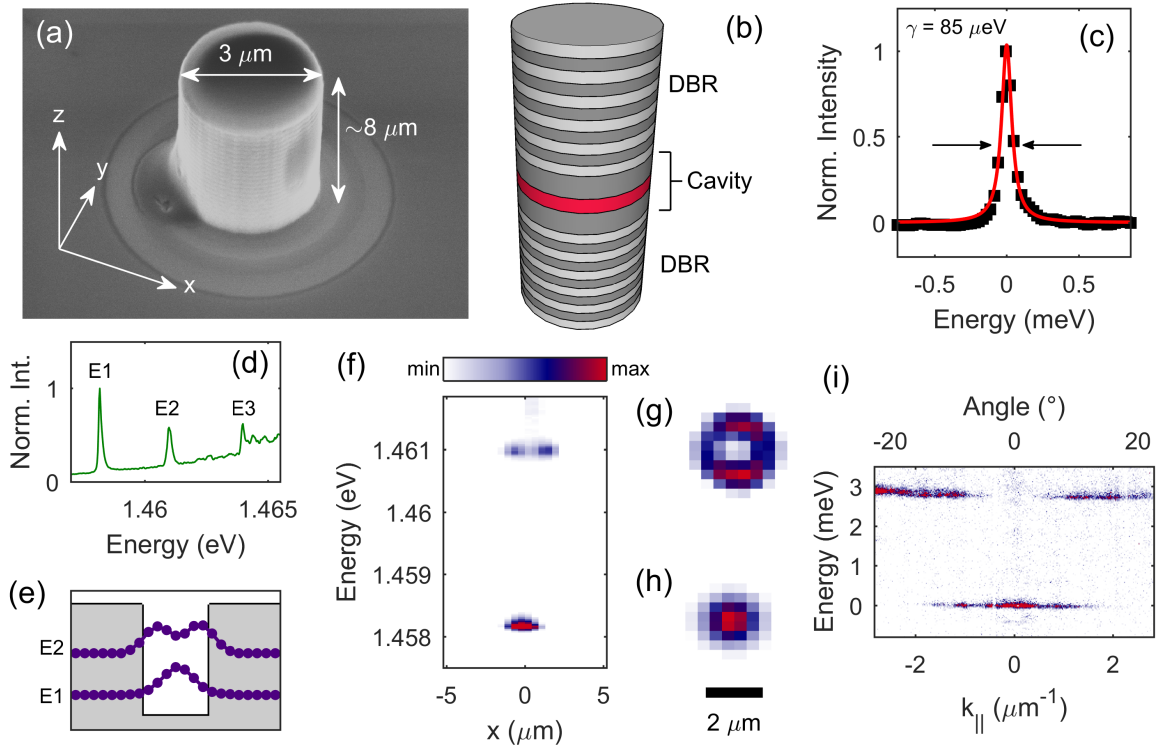 (a)
3 μm
~8 μm
z
y
x
(b)
DBR
Cavity
DBR
(c)
γ = 85 μeV
Norm. Intensity
1
0.5
0
-0.5 0 0.5
Energy (meV)
(d)
Norm. Int.
1
0
E1
E2
E3
1.46 1.465
Energy (eV)
(e)
E2
E1
(f)
min
max
Energy (eV)
1.461
1.46
1.459
1.458
-5 0 5
x (μm)
(g)
(h)
2 μm
(i)
Angle (°)
-20 0 20
Energy (meV)
3
2
1
0
-2 0 2
k|| (μm-1)